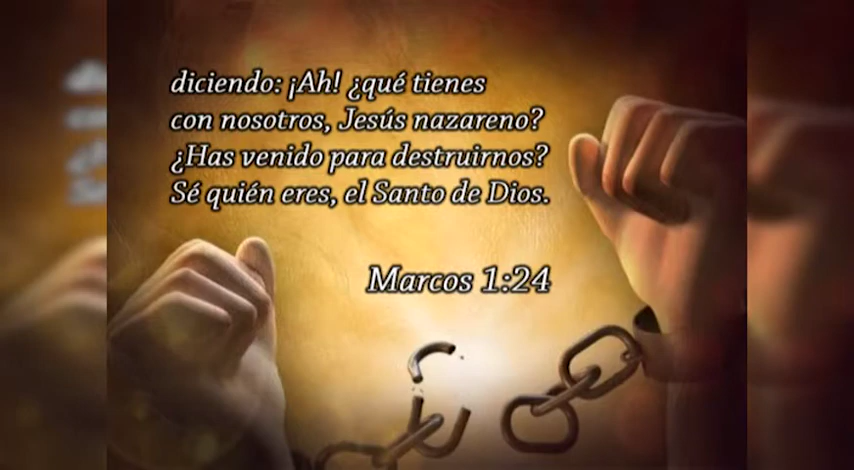 diciendo: ¡Ah! ¿qué tienes
con nosotros, Jesús nazareno?
¿Has venido para destruirnos?
Sé quién eres, el Santo de Dios.
Marcos 1:24